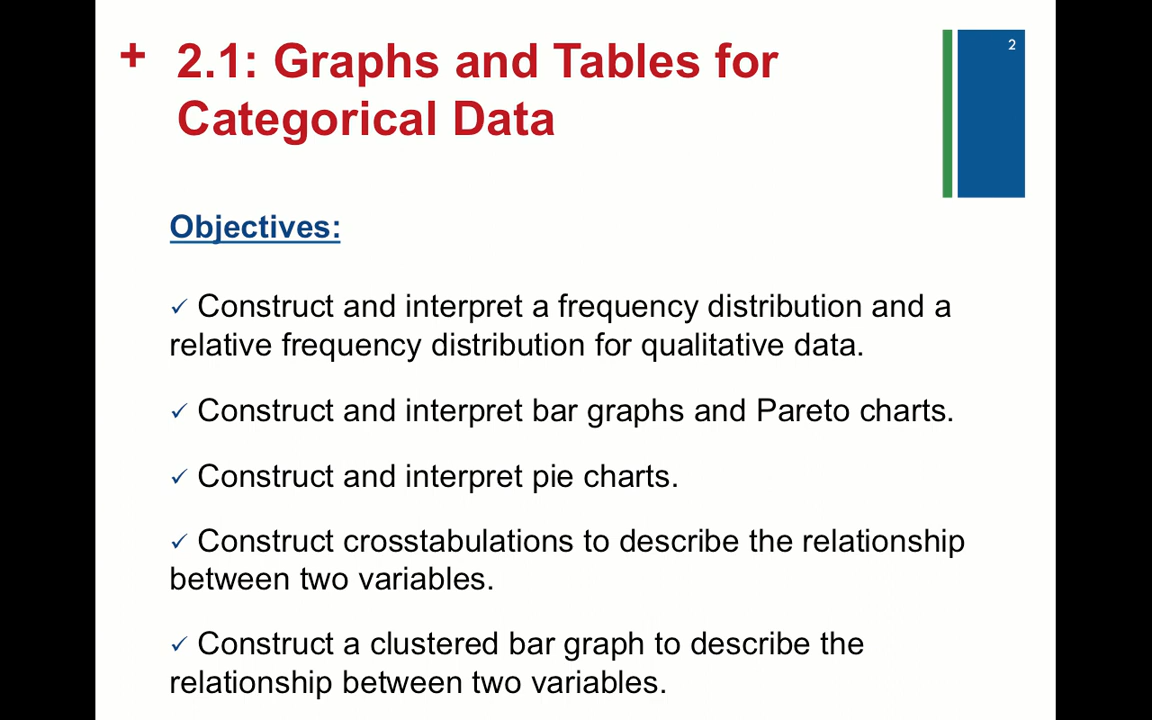 2
+ 2.1: Graphs and Tables for
Categorical Data
Objectives:
✓ Construct and interpret a frequency distribution and a
relative frequency distribution for qualitative data.
✓ Construct and interpret bar graphs and Pareto charts.
✓ Construct and interpret pie charts.
✓ Construct crosstabulations to describe the relationship
between two variables.
✓ Construct a clustered bar graph to describe the
relationship between two variables.